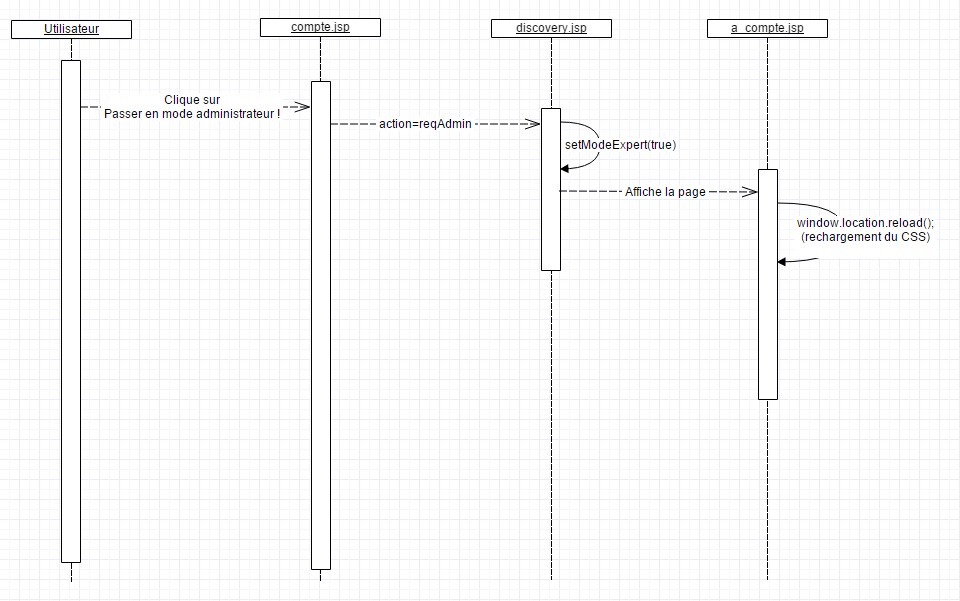 Utilisateur
compte.jsp
discovery.jsp
a_compte.jsp
Clique sur
Passer en mode administrateur !
action=reqAdmin
setModeExpert(true)
Affiche la page
window.location.reload();
(rechargement du CSS)